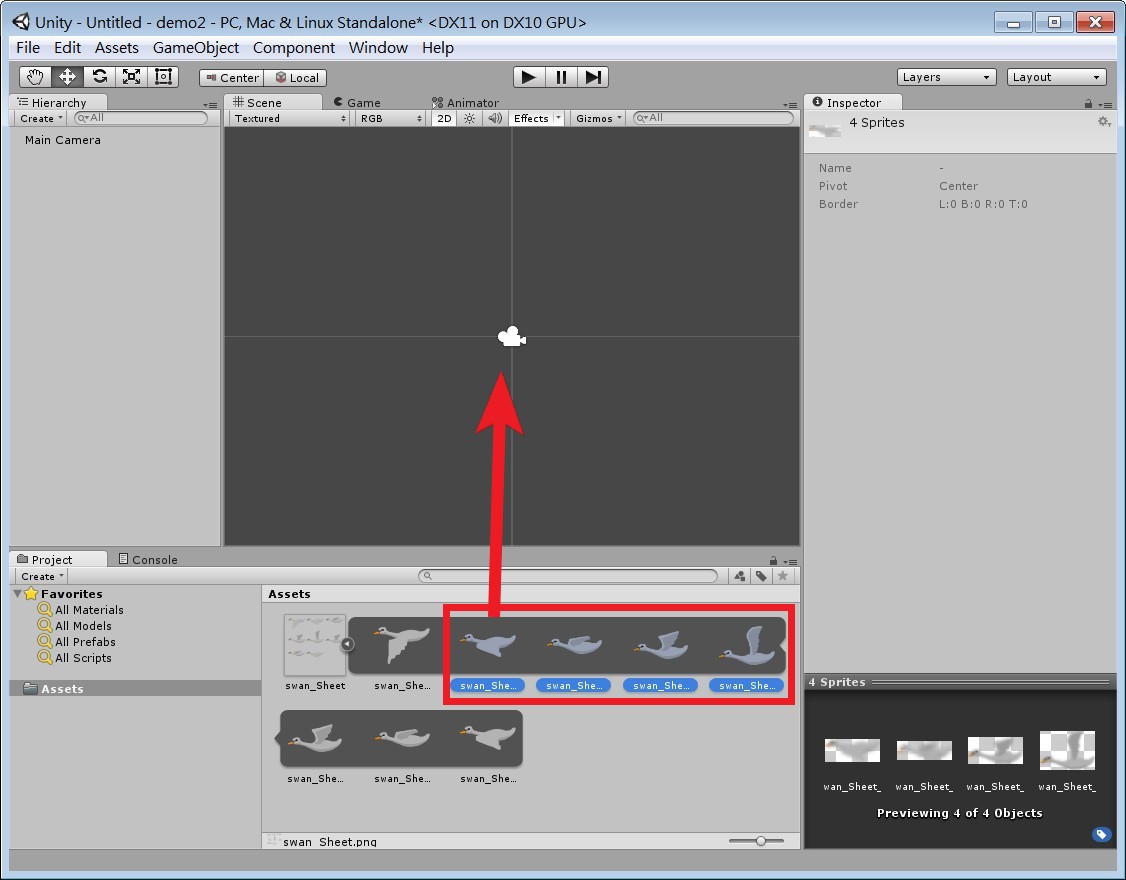 Unity - Untitled - demo2 - PC, Mac & Linux Standalone* <DX11 on DX10 GPU>
File Edit Assets GameObject Component Window Help
Center Local Layers Layout
Hierarchy
Create All
Main Camera
Scene Game Animator
Textured RGB 2D Effects Gizmos All
Inspector
4 Sprites
Name -
Pivot Center
Border L:0 B:0 R:0 T:0
Project Console
Create
Favorites
All Materials
All Models
All Prefabs
All Scripts
Assets
Assets
swan_Sheet swan_She... swan_She... swan_She... swan_She... swan_She...
swan_She... swan_She... swan_She...
swan_Sheet.png
4 Sprites
wan_Sheet_ wan_Sheet_ wan_Sheet_ wan_Sheet_
Previewing 4 of 4 Objects